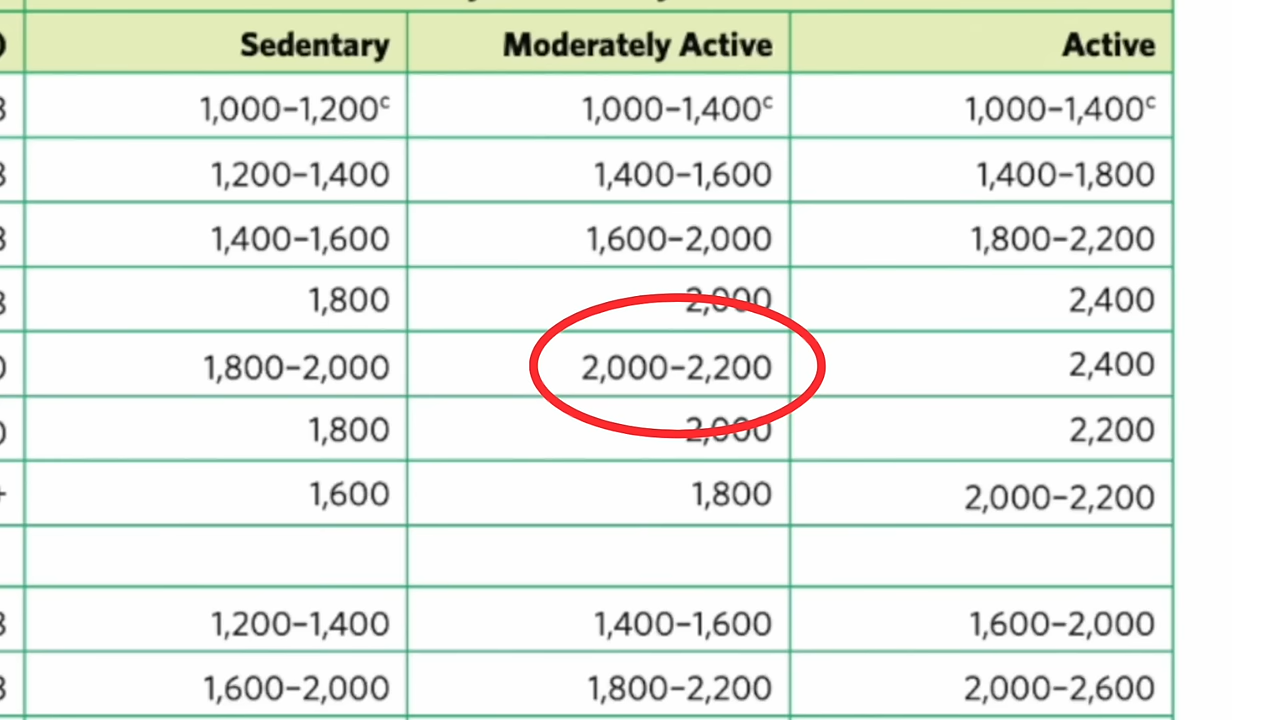 Sedentary Moderately Active Active
1,000–1,200ᶜ 1,000–1,400ᶜ 1,000–1,400ᶜ
1,200–1,400 1,400–1,600 1,400–1,800
1,400–1,600 1,600–2,000 1,800–2,200
1,800 2,000 2,400
1,800–2,000 2,000–2,200 2,400
1,800 2,000 2,200
1,600 1,800 2,000–2,200
1,200–1,400 1,400–1,600 1,600–2,000
1,600–2,000 1,800–2,200 2,000–2,600